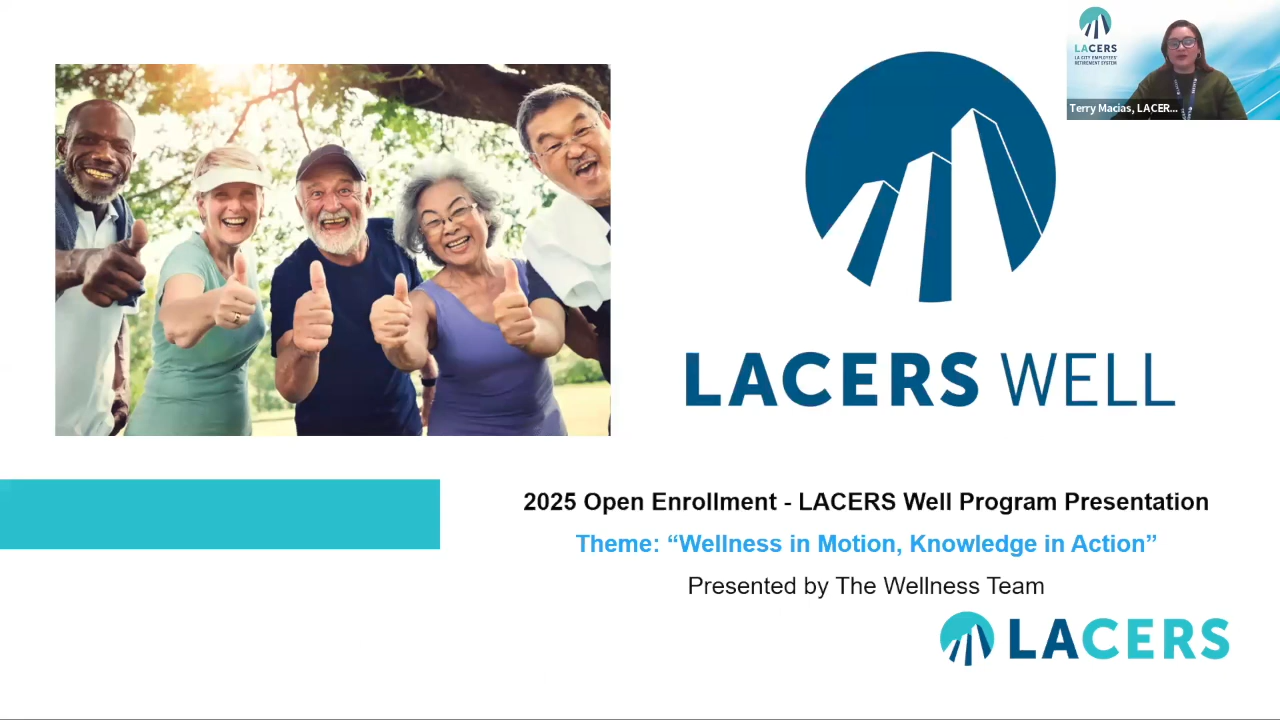 LACERS
LA CITY EMPLOYEES'
RETIREMENT SYSTEM
Terry Macias, LACER...
LACERS WELL
2025 Open Enrollment - LACERS Well Program Presentation
Theme: “Wellness in Motion, Knowledge in Action”
Presented by The Wellness Team
LACERS